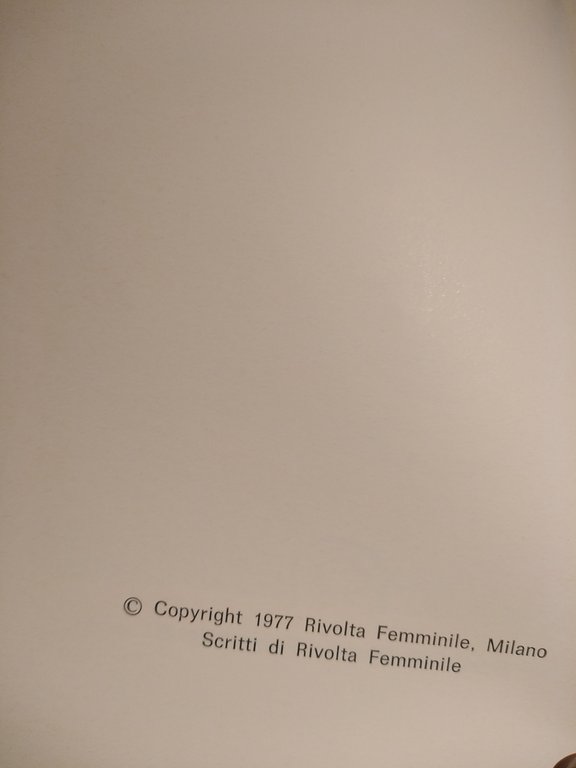 © Copyright 1977 Rivolta Femminile, Milano
Scritti di Rivolta Femminile